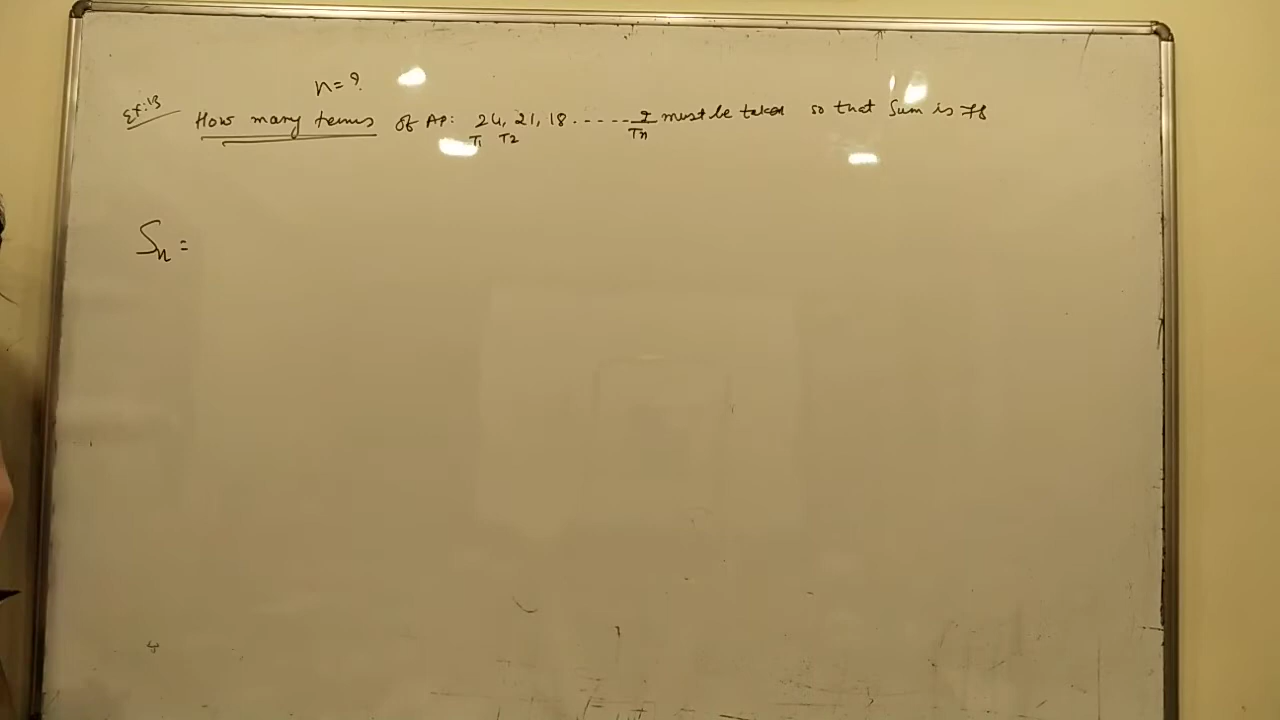 n=?
Ex:13 How many terms of AP: 24, 21, 18.-----? must be taken so that Sum is 78
T1 T2 Tn
Sn =